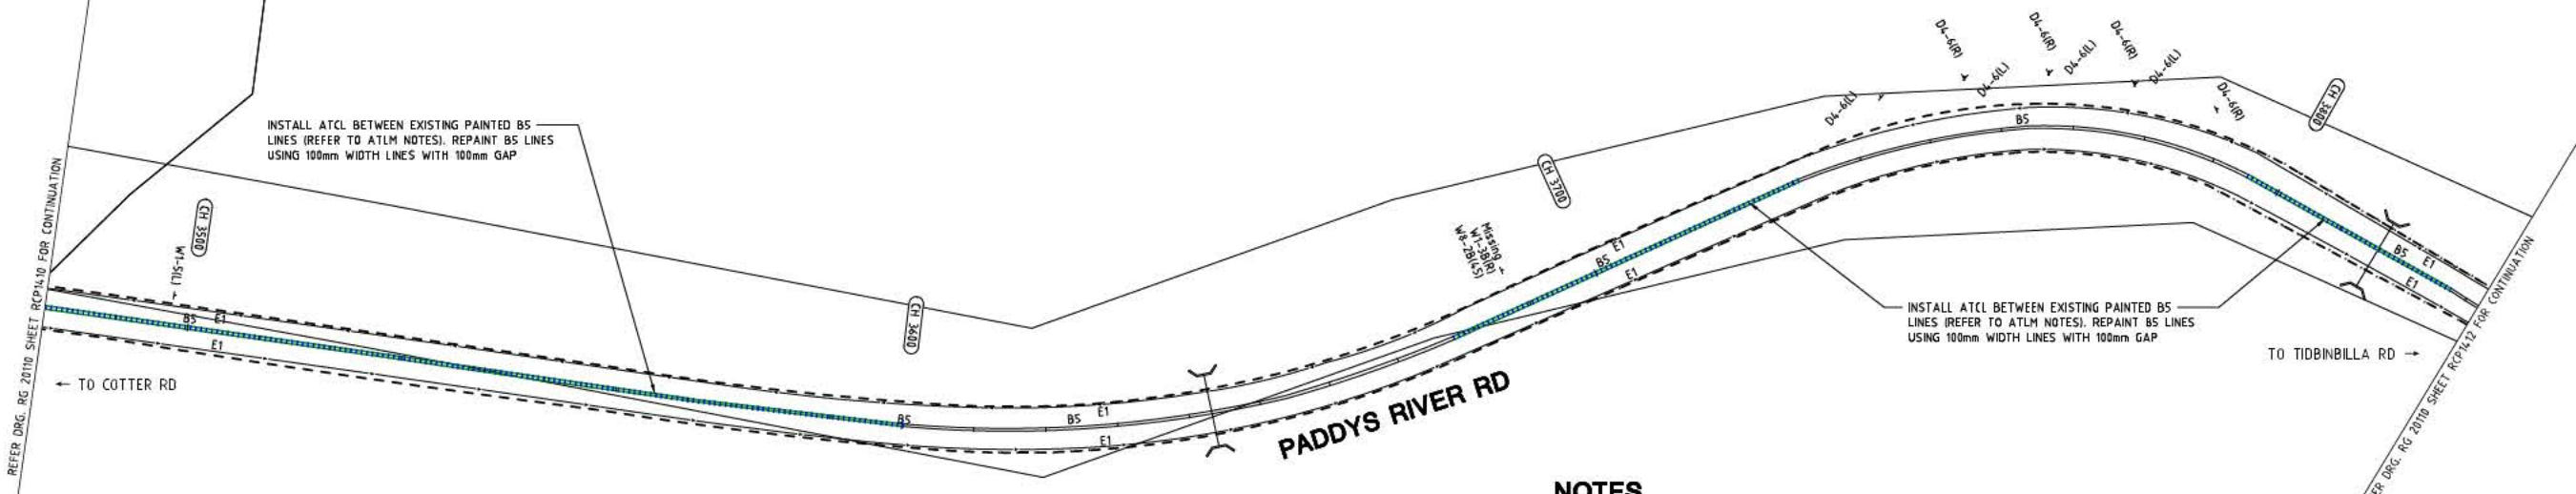 REFER DRG. RG 20110 SHEET RCP1410 FOR CONTINUATION
INSTALL ATCL BETWEEN EXISTING PAINTED B5
LINES (REFER TO ATLM NOTES). REPAINT B5 LINES
USING 100mm WIDTH LINES WITH 100mm GAP
CH 3500
W1-5(L)
B5
E1
E1
← TO COTTER RD
CH 3600
B5
B5
E1
E1
PADDYS RIVER RD
Missing
W1-3B(R)
W8-2B(45)
CH 3700
E1
B5
E1
D4-6(L)
D4-6(R)
D4-6(L)
D4-6(R)
D4-6(L)
D4-6(R)
D4-6(L)
D4-6(R)
B5
CH 3800
INSTALL ATCL BETWEEN EXISTING PAINTED B5
LINES (REFER TO ATLM NOTES). REPAINT B5 LINES
USING 100mm WIDTH LINES WITH 100mm GAP
B5
E1
E1
TO TIDBINBILLA RD →
ER DRG. RG 20110 SHEET RCP1412 FOR CONTINUATION
NOTES